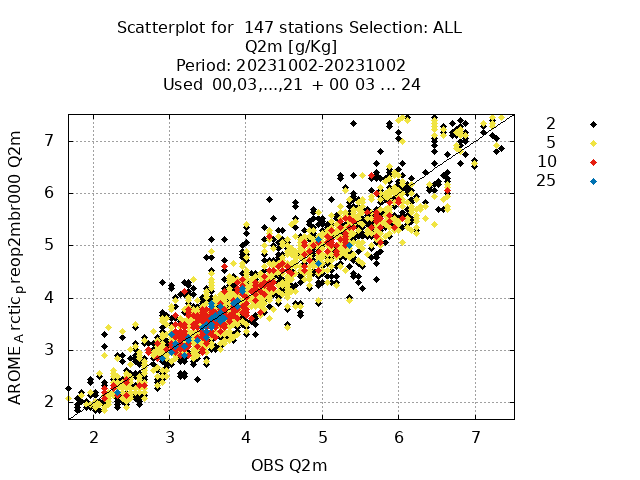 Scatterplot for  147 stations Selection: ALL
Q2m [g/Kg]
Period: 20231002-20231002
Used  00,03,...,21  + 00 03 ... 24
AROME_Arctic_preop2mbr000 Q2m
7
6
5
4
3
2
2 3 4 5 6 7
OBS Q2m
2
5
10
25